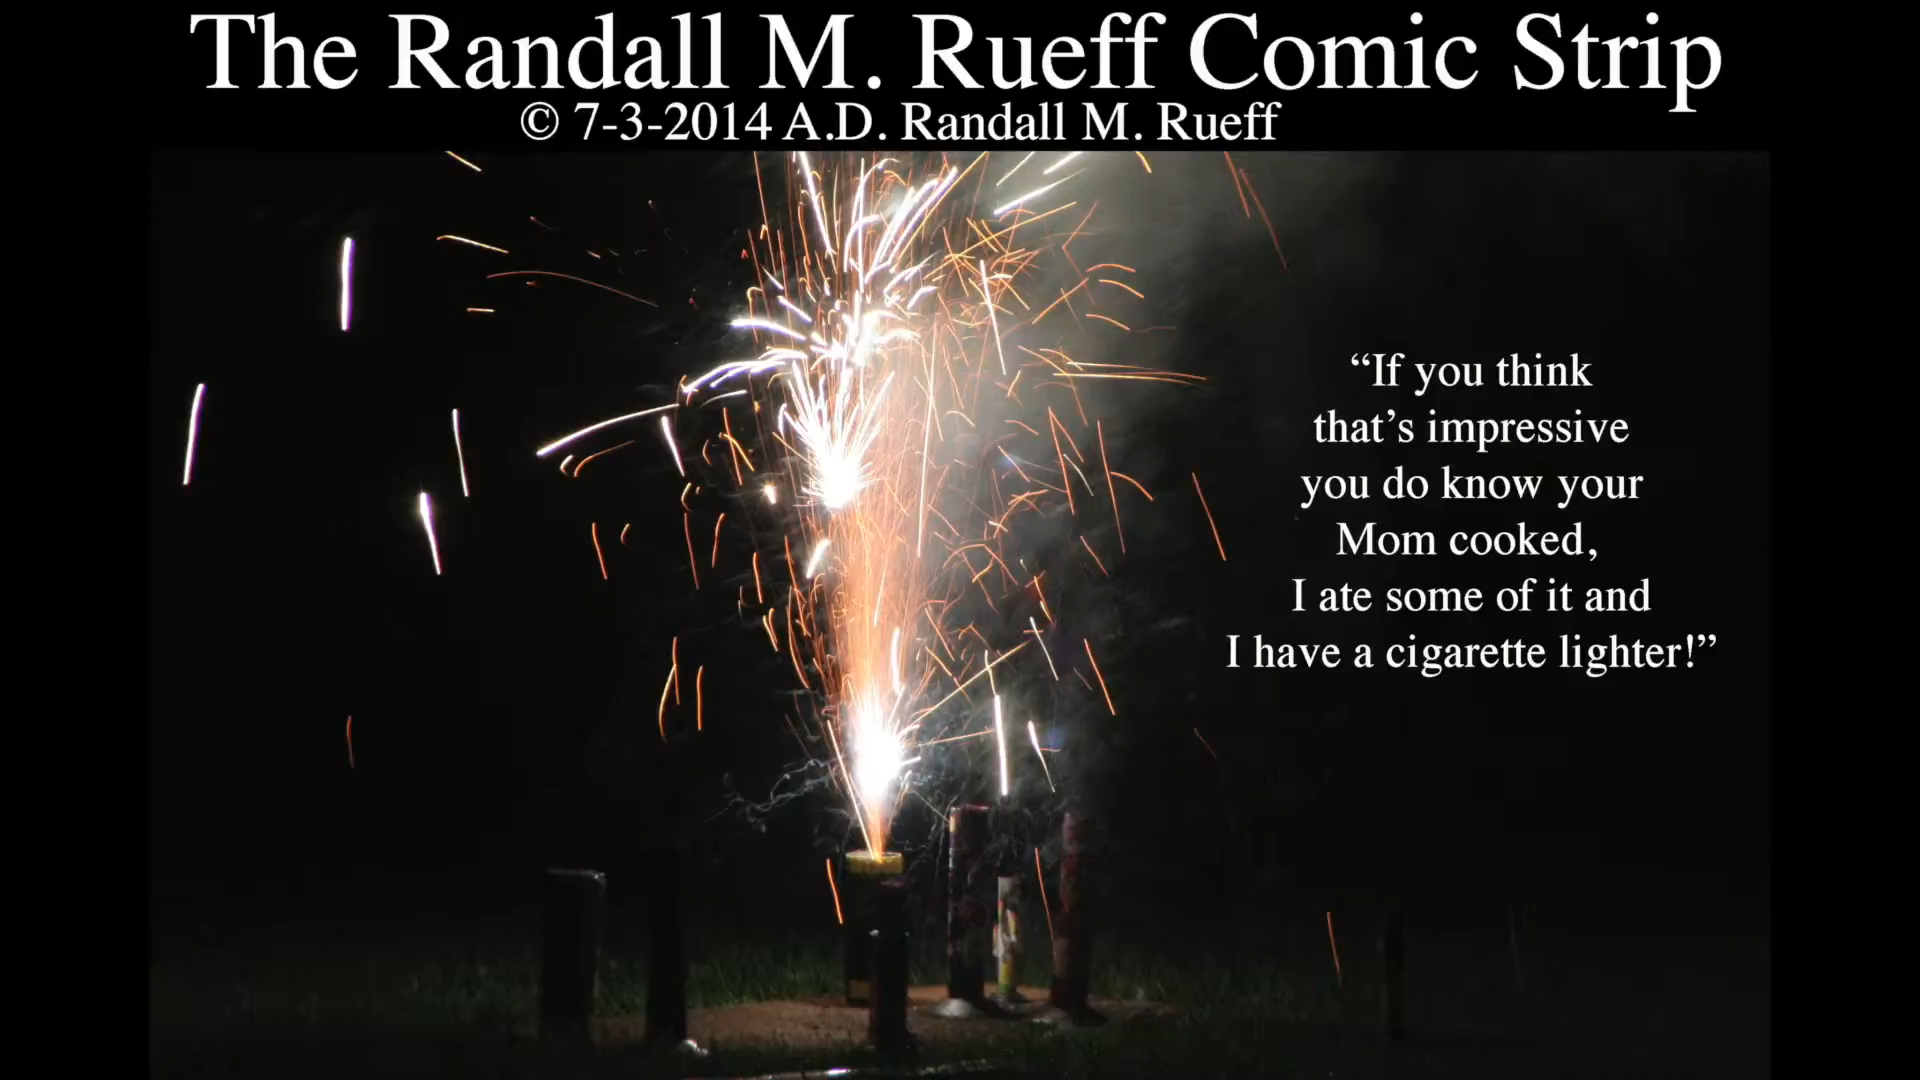 The Randall M. Rueff Comic Strip
© 7-3-2014 A.D. Randall M. Rueff
“If you think
that’s impressive
you do know your
Mom cooked,
I ate some of it and
I have a cigarette lighter!”